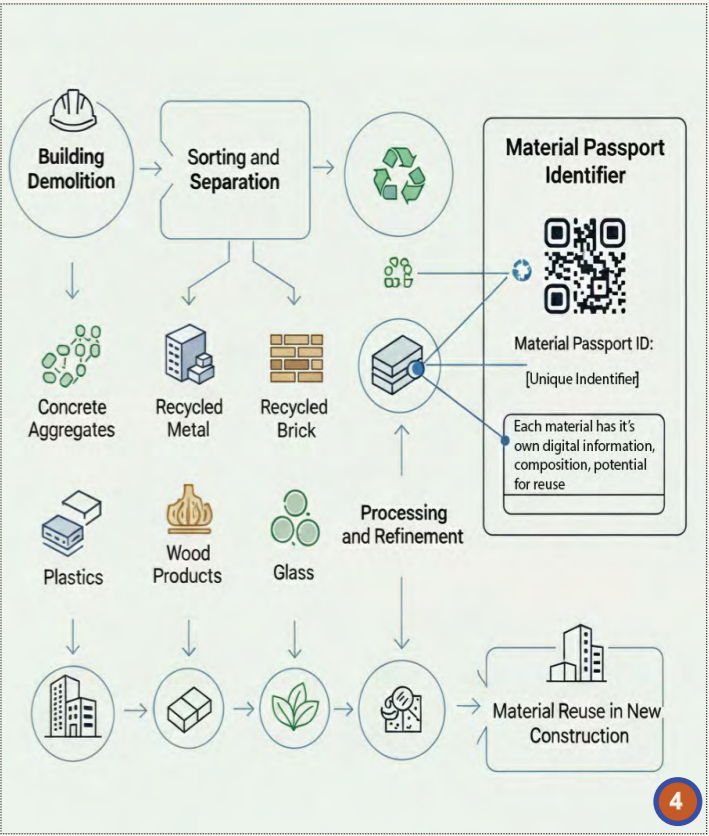 Building
Demolition
Sorting and
Separation
Material Passport
Identifier
Material Passport ID:
[Unique Indentifier]
Each material has it's
own digital information,
composition, potential
for reuse
Concrete
Aggregates
Recycled
Metal
Recycled
Brick
Plastics
Wood
Products
Glass
Processing
and Refinement
Material Reuse in New
Construction
4